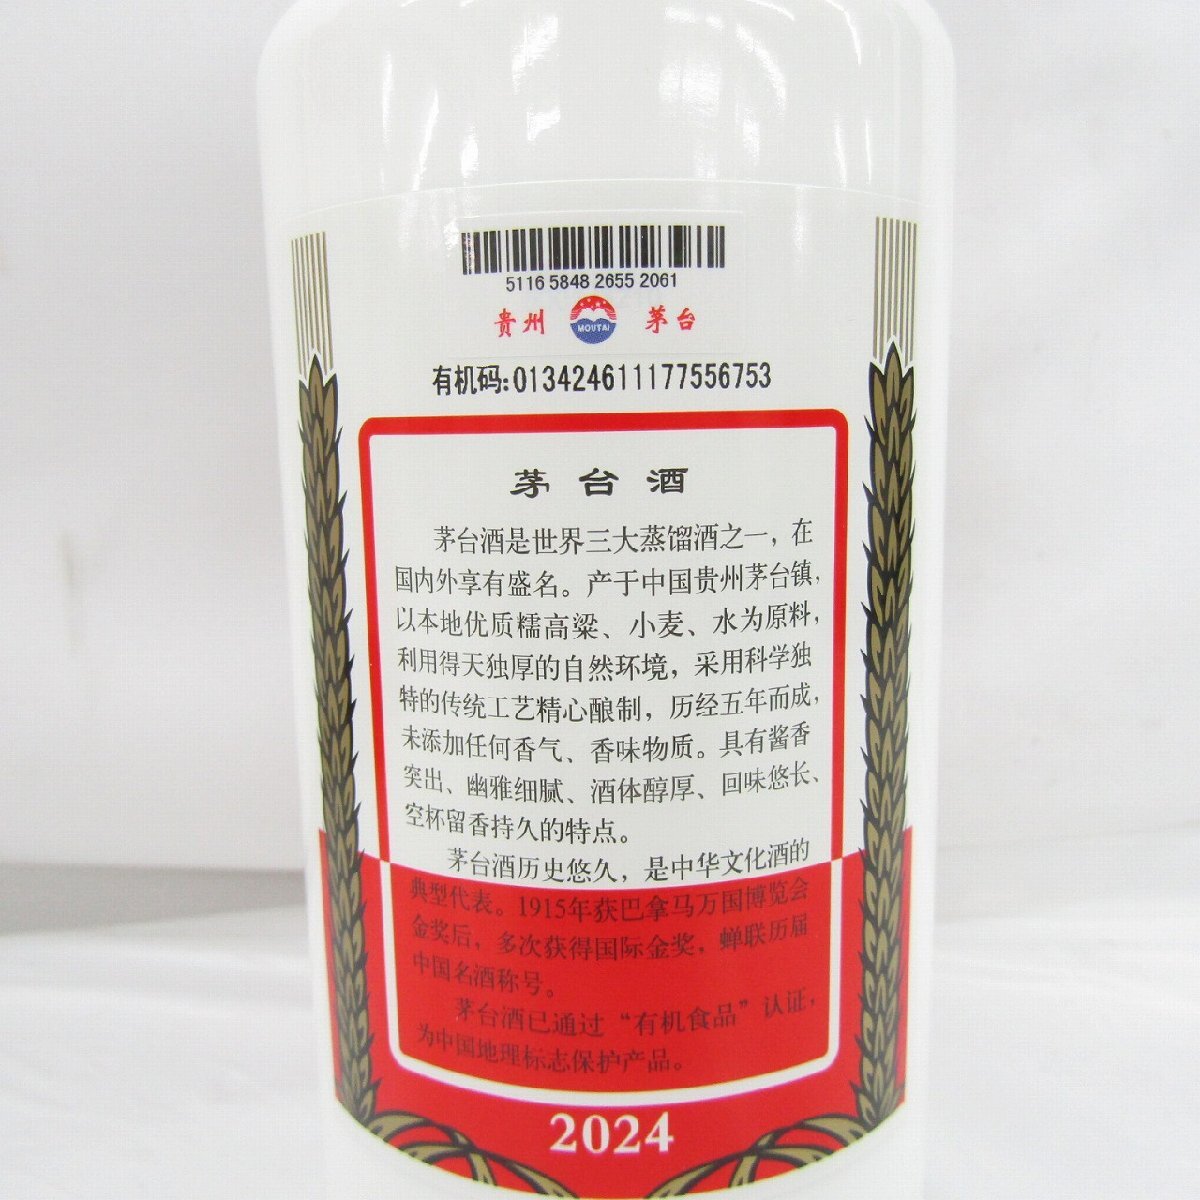 5116 5848 2655 2061
贵州 MOUTAI 茅台
有机码:013424611177556753
茅台酒
茅台酒是世界三大蒸馏酒之一，在
国内外享有盛名。产于中国贵州茅台镇，
以本地优质糯高粱、小麦、水为原料，
利用得天独厚的自然环境，采用科学独
特的传统工艺精心酿制，历经五年而成，
未添加任何香气、香味物质。具有酱香
突出、幽雅细腻、酒体醇厚、回味悠长、
空杯留香持久的特点。
茅台酒历史悠久，是中华文化酒的
典型代表。1915年获巴拿马万国博览会
金奖后，多次获得国际金奖，蝉联历届
中国名酒称号。
茅台酒已通过“有机食品”认证，
为中国地理标志保护产品。
2024